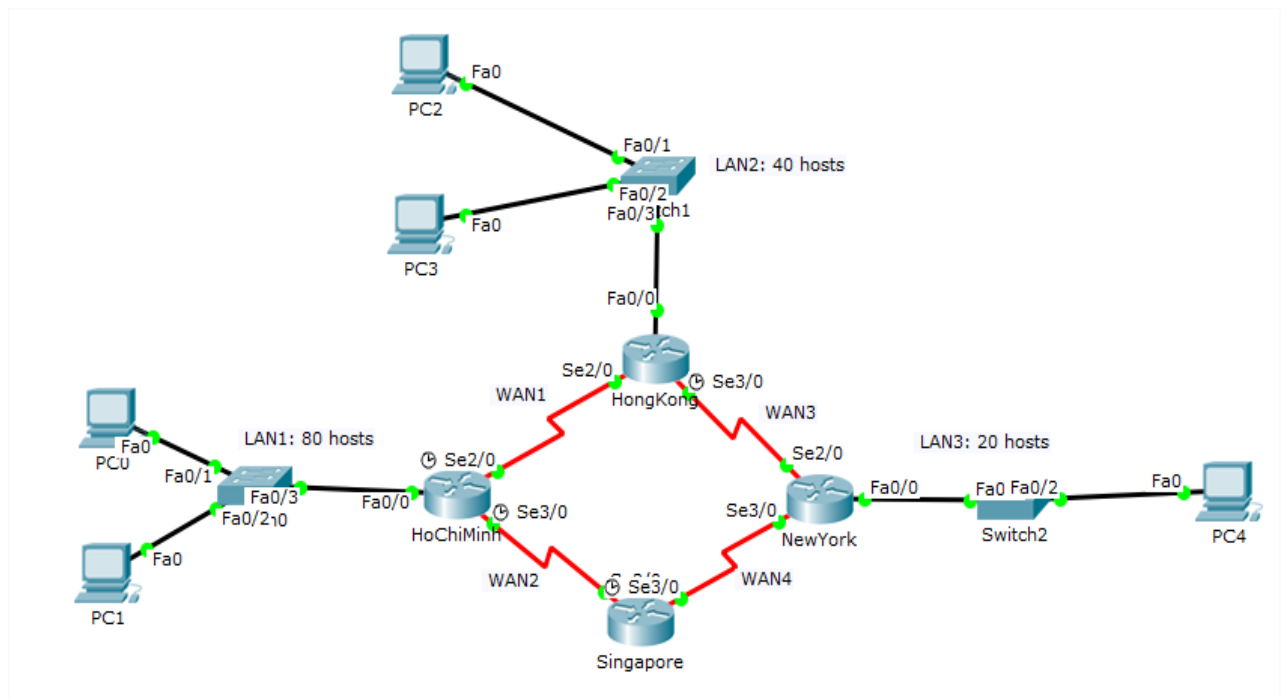 Fa0
PC2
Fa0/1
LAN2: 40 hosts
Fa0/2
Fa0/3
Fa0
PC3
Fa0/0
Se2/0
Se3/0
HongKong
WAN1
WAN3
LAN1: 80 hosts
LAN3: 20 hosts
Fa0
Fa0/1
Se2/0
Se2/0
Fa0/3
Fa0/0
Fa0/0
Fa0
Fa0/2
Fa0
Fa0/2
Se3/0
Se3/0
HoChiMinh
NewYork
Switch2
PC4
Fa0
WAN2
Se3/0
WAN4
PC1
Singapore